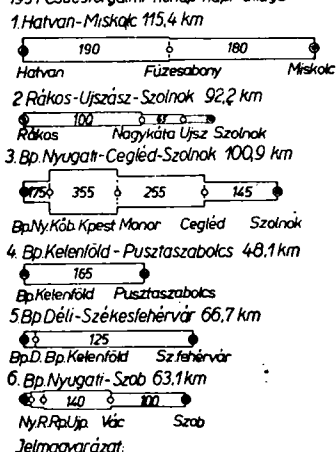 1. Hatvan-Miskolc 115,4 km
190 180
Hatvan Füzesabony Miskolc
2 Rákos-Ujszász-Szolnok 92,2 km
100
Rákos Nagykáta Ujsz Szolnok
3. Bp.Nyugati-Cegléd-Szolnok 100,9 km
175 355 255 145
Bp.Ny. Kőb. Kpest Monor Cegléd Szolnok
4. Bp.Kelenföld-Pusztaszabolcs 48,1 km
165
Bp.Kelenföld Pusztaszabolcs
5. Bp.Déli-Székesfehérvár 66,7 km
125
Bp.D. Bp.Kelenföld Sz.fehérvár
6. Bp.Nyugati-Szob 63,1 km
140 100
Ny.R.Rp.Ujp. Vác Szob
Jelmagyarázat: